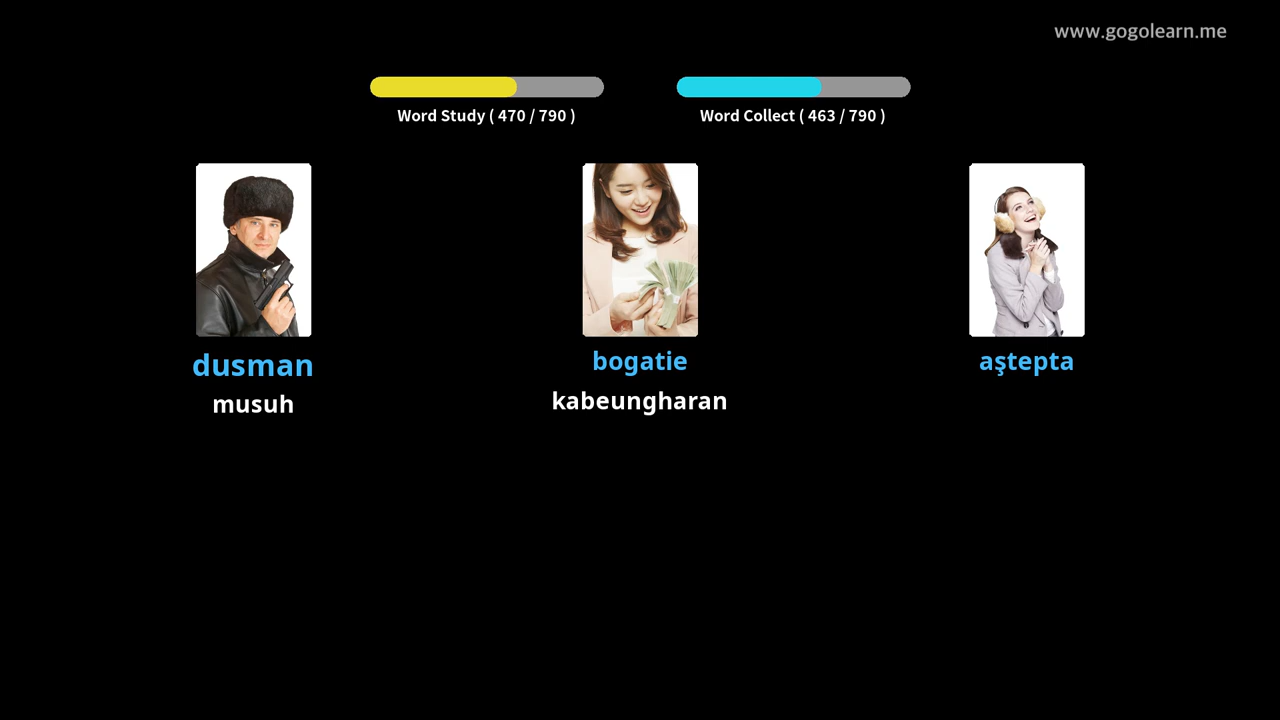 www.gogolearn.me
Word Study ( 470 / 790 )
Word Collect ( 463 / 790 )
dusman
musuh
bogatie
kabeungharan
aştepta